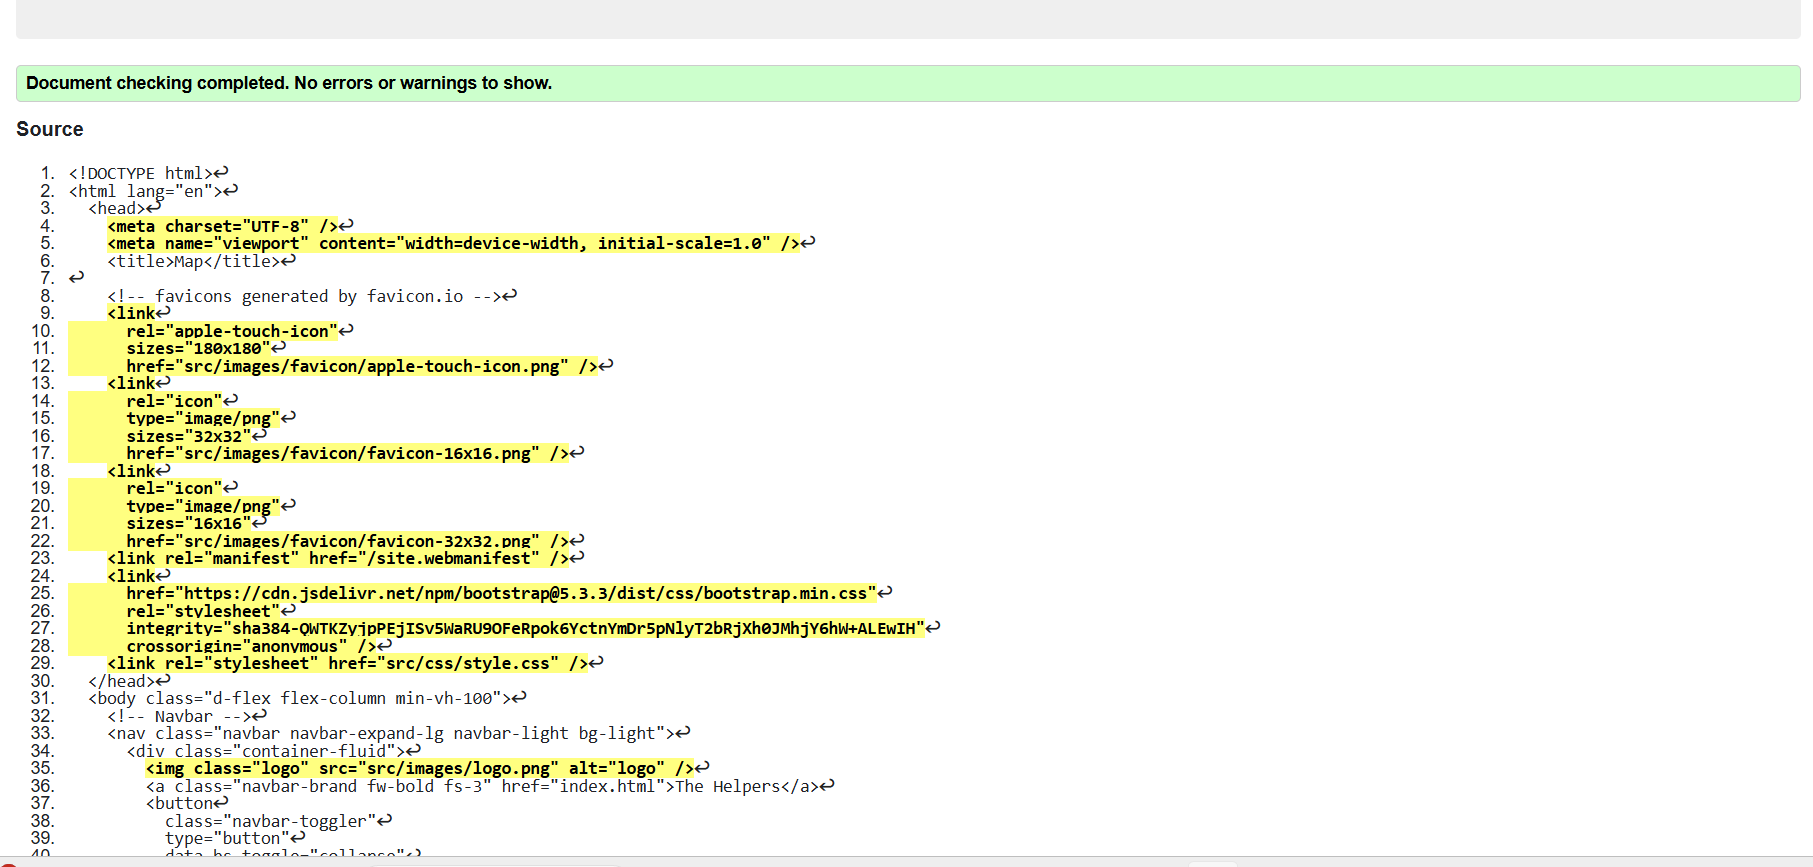 Document checking completed. No errors or warnings to show.
Source
1. <!DOCTYPE html>↩
2. <html lang="en">↩
3. <head>↩
4. <meta charset="UTF-8" />↩
5. <meta name="viewport" content="width=device-width, initial-scale=1.0" />↩
6. <title>Map</title>↩
7. ↩
8. <!-- favicons generated by favicon.io -->↩
9. <link↩
10. rel="apple-touch-icon"↩
11. sizes="180x180"↩
12. href="src/images/favicon/apple-touch-icon.png" />↩
13. <link↩
14. rel="icon"↩
15. type="image/png"↩
16. sizes="32x32"↩
17. href="src/images/favicon/favicon-16x16.png" />↩
18. <link↩
19. rel="icon"↩
20. type="image/png"↩
21. sizes="16x16"↩
22. href="src/images/favicon/favicon-32x32.png" />↩
23. <link rel="manifest" href="/site.webmanifest" />↩
24. <link↩
25. href="https://cdn.jsdelivr.net/npm/bootstrap@5.3.3/dist/css/bootstrap.min.css"↩
26. rel="stylesheet"↩
27. integrity="sha384-QWTKZyjpPEjISv5WaRU9OFeRpok6YctnYmDr5pNlyT2bRjXh0JMhjY6hW+ALEwIH"↩
28. crossorigin="anonymous" />↩
29. <link rel="stylesheet" href="src/css/style.css" />↩
30. </head>↩
31. <body class="d-flex flex-column min-vh-100">↩
32. <!-- Navbar -->↩
33. <nav class="navbar navbar-expand-lg navbar-light bg-light">↩
34. <div class="container-fluid">↩
35. <img class="logo" src="src/images/logo.png" alt="logo" />↩
36. <a class="navbar-brand fw-bold fs-3" href="index.html">The Helpers</a>↩
37. <button↩
38. class="navbar-toggler"↩
39. type="button"↩
40. data-bs-toggle="collapse"↩